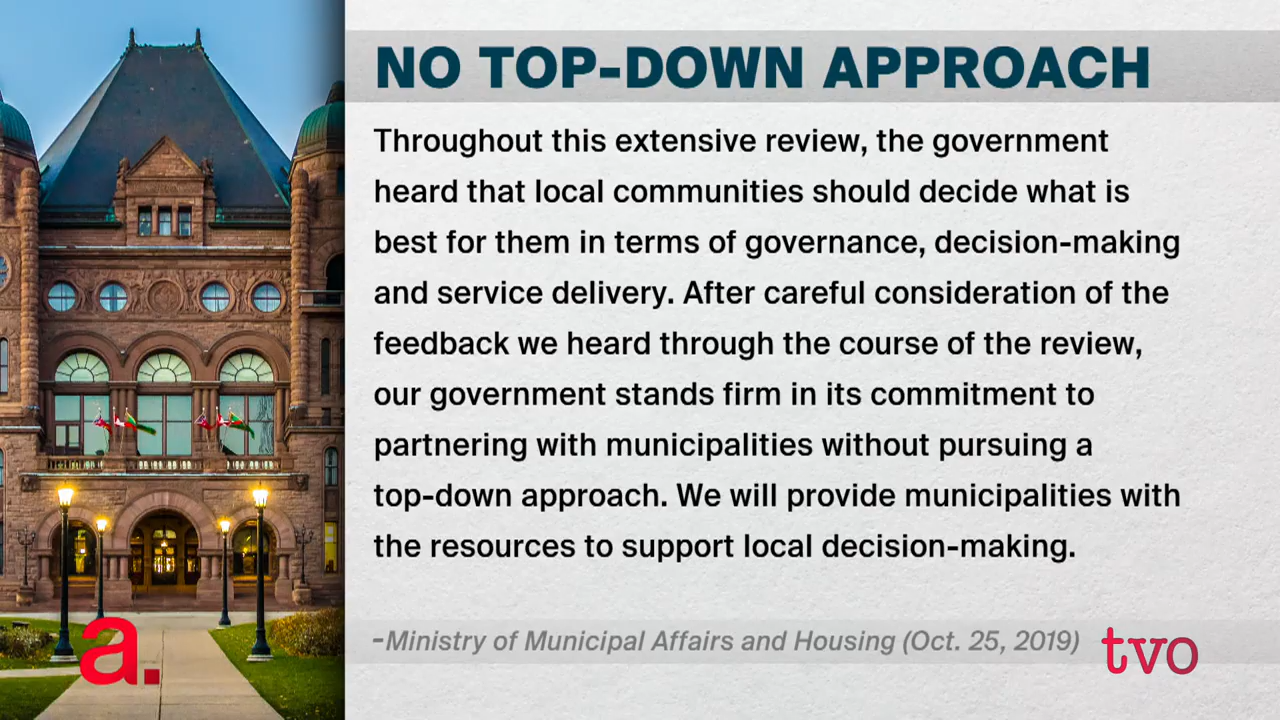 NO TOP-DOWN APPROACH
Throughout this extensive review, the government
heard that local communities should decide what is
best for them in terms of governance, decision-making
and service delivery. After careful consideration of the
feedback we heard through the course of the review,
our government stands firm in its commitment to
partnering with municipalities without pursuing a
top-down approach. We will provide municipalities with
the resources to support local decision-making.
-Ministry of Municipal Affairs and Housing (Oct. 25, 2019)
a.
tvo